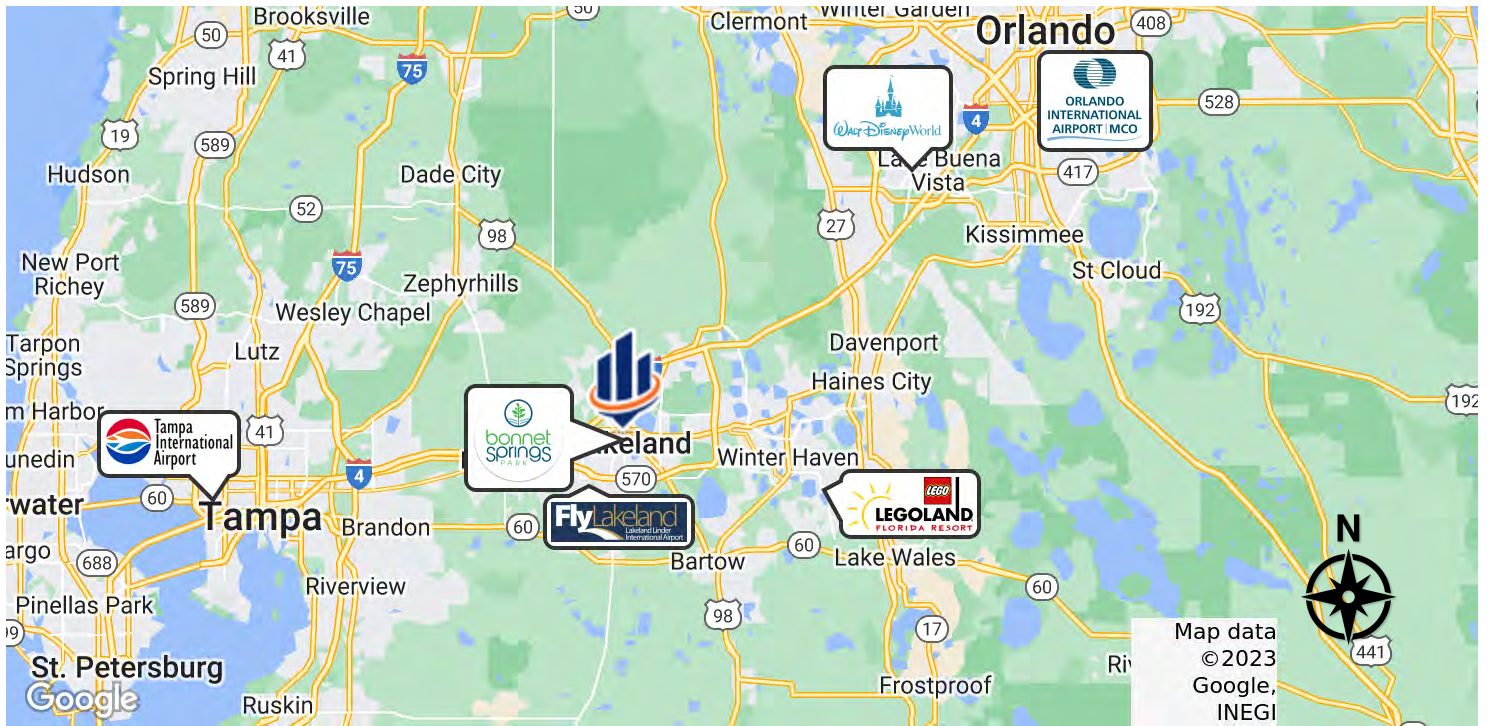 Brooksville
50
Clermont
Winter Garden
Orlando
408
50
41
Spring Hill
75
WALT DISNEY World
4
ORLANDO
INTERNATIONAL
AIRPORT | MCO
528
19
589
Hudson
Dade City
Lake Buena
Vista
417
52
98
27
Kissimmee
New Port
Richey
75
Zephyrhills
St Cloud
589
Wesley Chapel
192
Tarpon
Springs
Lutz
Davenport
Haines City
192
m Harbor
Tampa
International
Airport
41
bonnet
springs
PARK
keland
unedin
4
Winter Haven
570
LEGO
LEGOLAND
FLORIDA RESORT
rwater
60
Tampa
Brandon
60
FlyLakeland
Lakeland Linder
International Airport
60
Lake Wales
N
argo
688
Bartow
Riverview
60
Pinellas Park
98
17
Map data
©2023
Google,
INEGI
441
St. Petersburg
Google
Ruskin
Frostproof